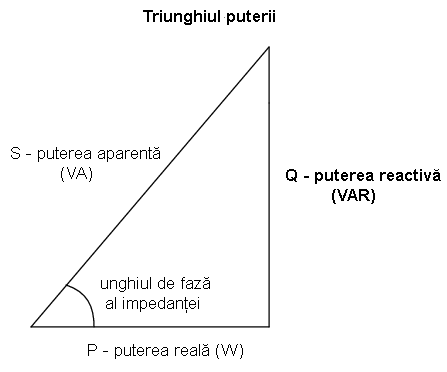 Triunghiul puterii
S - puterea aparentă
(VA)
Q - puterea reactivă
(VAR)
unghiul de fază
al impedanței
P - puterea reală (W)